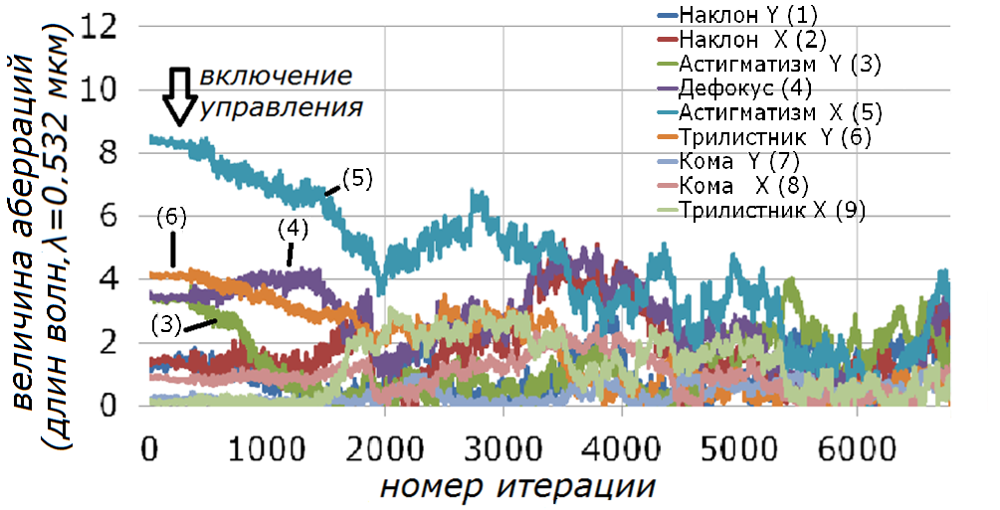 12
10
8
6
4
2
0
величина аберраций
(длин волн,λ=0.532 мкм)
включение
управления
Наклон Y (1)
Наклон X (2)
Астигматизм Y (3)
Дефокус (4)
Астигматизм X (5)
Трилистник Y (6)
Кома Y (7)
Кома X (8)
Трилистник X (9)
(5)
(6)
(4)
(3)
0 1000 2000 3000 4000 5000 6000
номер итерации